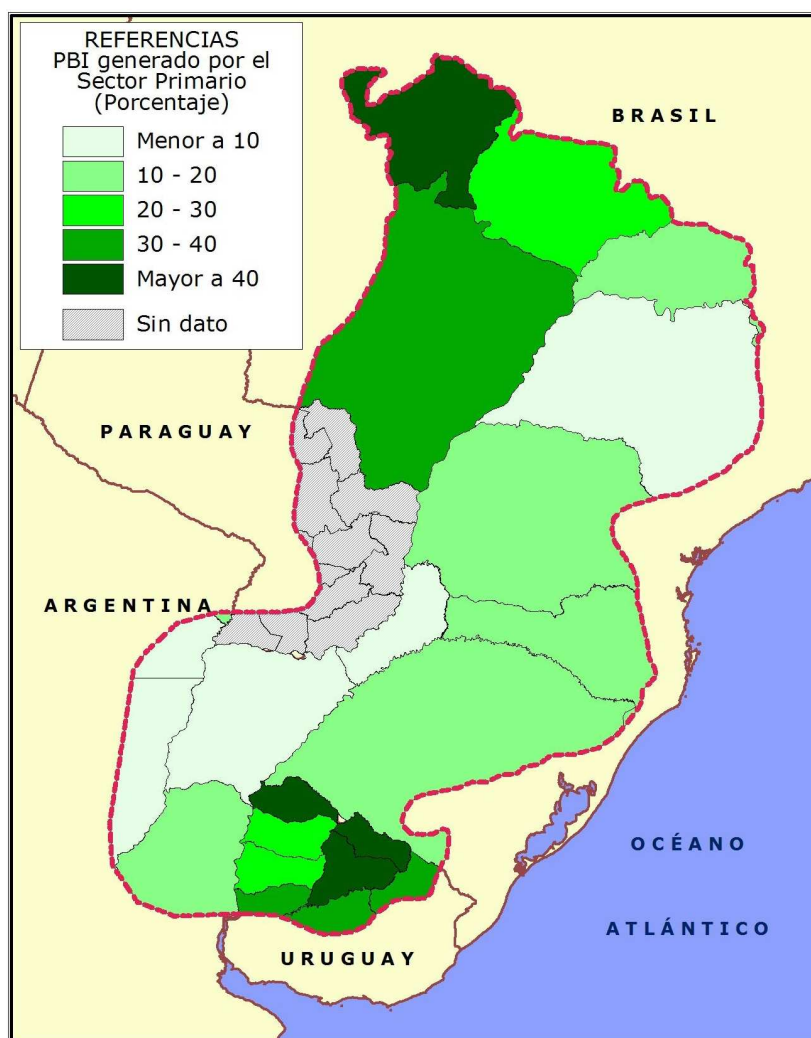 REFERENCIAS
PBI generado por el
Sector Primario
(Porcentaje)
Menor a 10
10 - 20
20 - 30
30 - 40
Mayor a 40
Sin dato
BRASIL
PARAGUAY
ARGENTINA
OCÉANO
ATLÁNTICO
URUGUAY